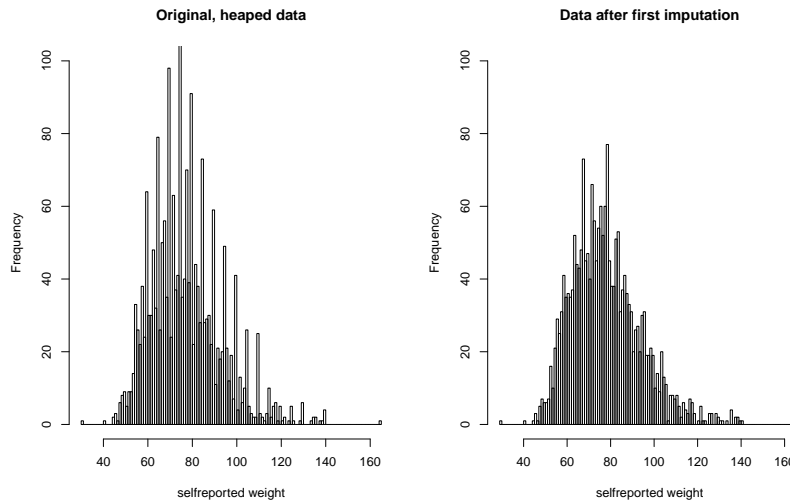 Original, heaped data
Frequency
0
20
40
60
80
100
40 60 80 100 120 140 160
selfreported weight
Data after first imputation
Frequency
0
20
40
60
80
100
40 60 80 100 120 140 160
selfreported weight